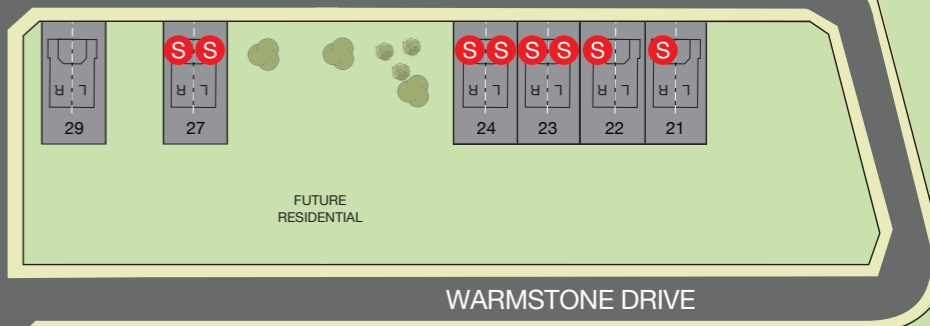 S S S S S S S S
R L R L R L R L R L R L
29 27 24 23 22 21
FUTURE
RESIDENTIAL
WARMSTONE DRIVE